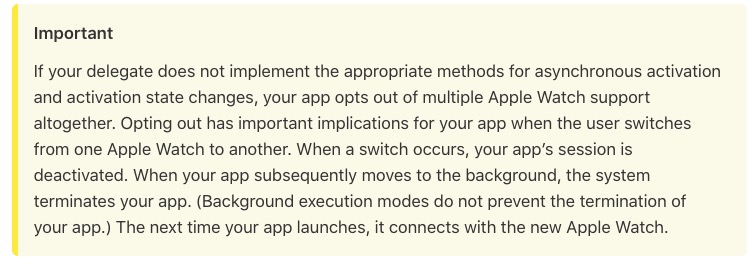 Important
If your delegate does not implement the appropriate methods for asynchronous activation
and activation state changes, your app opts out of multiple Apple Watch support
altogether. Opting out has important implications for your app when the user switches
from one Apple Watch to another. When a switch occurs, your app’s session is
deactivated. When your app subsequently moves to the background, the system
terminates your app. (Background execution modes do not prevent the termination of
your app.) The next time your app launches, it connects with the new Apple Watch.